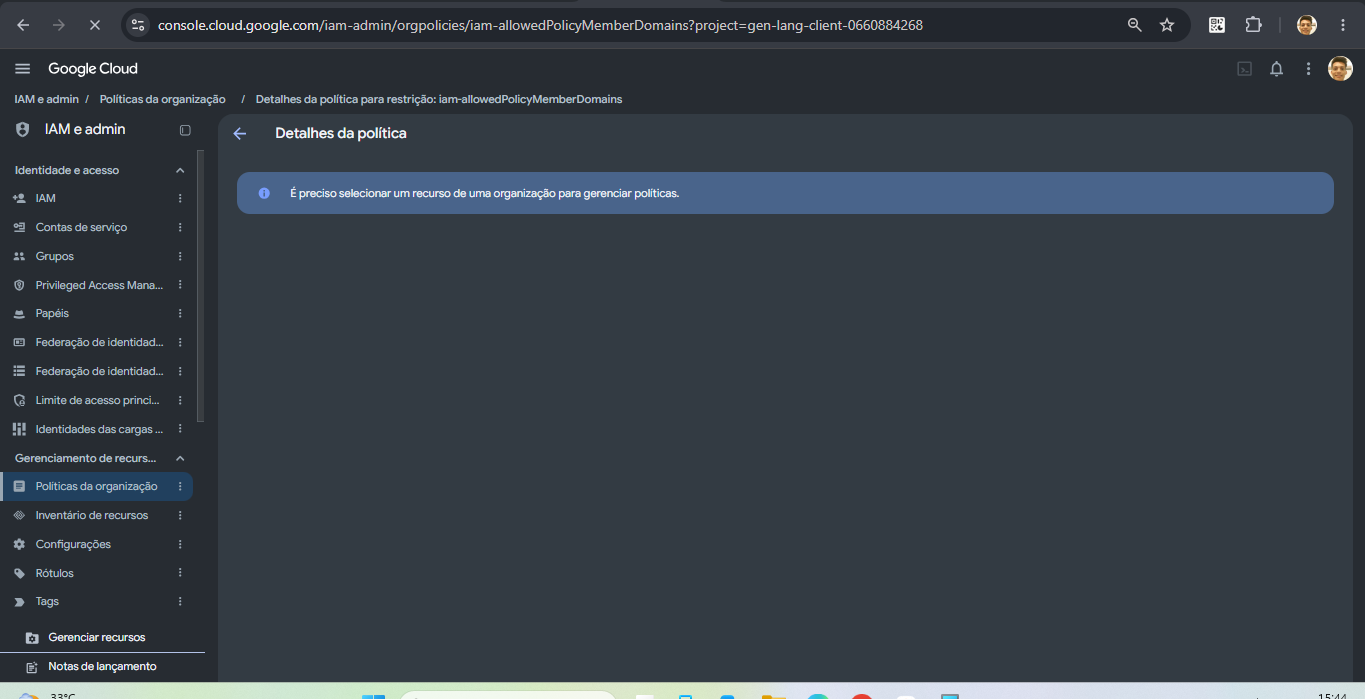 console.cloud.google.com/iam-admin/orgpolicies/iam-allowedPolicyMemberDomains?project=gen-lang-client-0660884268
Google Cloud
IAM e admin / Políticas da organização / Detalhes da política para restrição: iam-allowedPolicyMemberDomains
IAM e admin
Detalhes da política
É preciso selecionar um recurso de uma organização para gerenciar políticas.
Identidade e acesso
IAM
Contas de serviço
Grupos
Privileged Access Mana...
Papéis
Federação de identidad...
Federação de identidad...
Limite de acesso princi...
Identidades das cargas ...
Gerenciamento de recurs...
Políticas da organização
Inventário de recursos
Configurações
Rótulos
Tags
Gerenciar recursos
Notas de lançamento
33°C
15:44